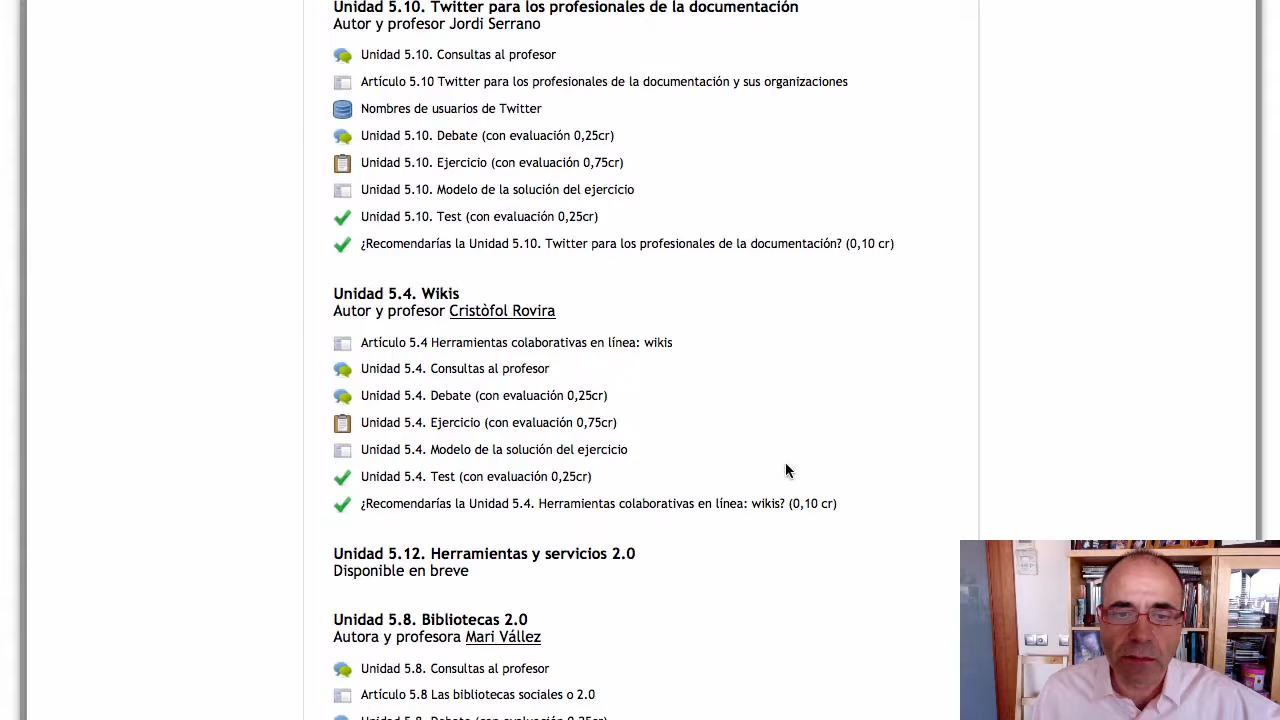 Unidad 5.10. Twitter para los profesionales de la documentación
Autor y profesor Jordi Serrano
Unidad 5.10. Consultas al profesor
Artículo 5.10 Twitter para los profesionales de la documentación y sus organizaciones
Nombres de usuarios de Twitter
Unidad 5.10. Debate (con evaluación 0,25cr)
Unidad 5.10. Ejercicio (con evaluación 0,75cr)
Unidad 5.10. Modelo de la solución del ejercicio
Unidad 5.10. Test (con evaluación 0,25cr)
¿Recomendarías la Unidad 5.10. Twitter para los profesionales de la documentación? (0,10 cr)
Unidad 5.4. Wikis
Autor y profesor Cristòfol Rovira
Artículo 5.4 Herramientas colaborativas en línea: wikis
Unidad 5.4. Consultas al profesor
Unidad 5.4. Debate (con evaluación 0,25cr)
Unidad 5.4. Ejercicio (con evaluación 0,75cr)
Unidad 5.4. Modelo de la solución del ejercicio
Unidad 5.4. Test (con evaluación 0,25cr)
¿Recomendarías la Unidad 5.4. Herramientas colaborativas en línea: wikis? (0,10 cr)
Unidad 5.12. Herramientas y servicios 2.0
Disponible en breve
Unidad 5.8. Bibliotecas 2.0
Autora y profesora Mari Vállez
Unidad 5.8. Consultas al profesor
Artículo 5.8 Las bibliotecas sociales o 2.0
Unidad 5.8. Debate (con evaluación 0,25cr)